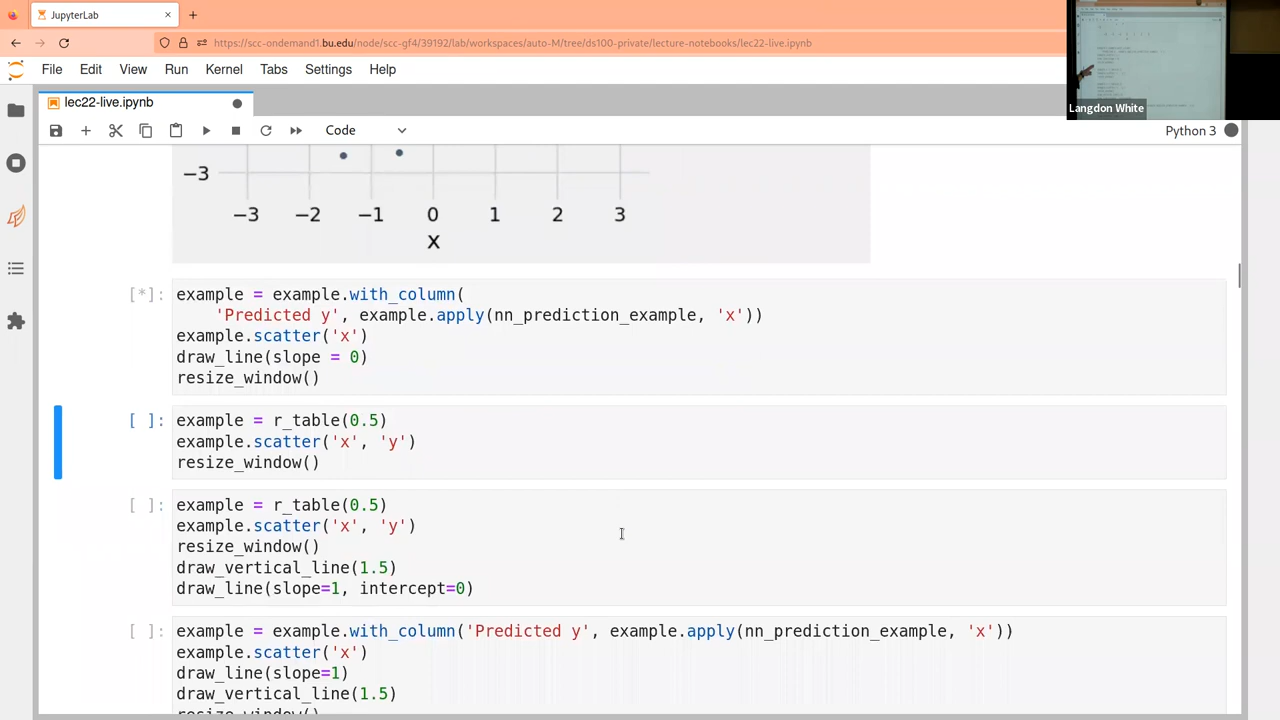 JupyterLab
https://scc-ondemand1.bu.edu/node/scc-gf4/39192/lab/workspaces/auto-M/tree/ds100-private/lecture-notebooks/lec22-live.ipynb
File Edit View Run Kernel Tabs Settings Help
lec22-live.ipynb
Langdon White
Code
Python 3
−3
−3 −2 −1 0 1 2 3
x
[*]: example = example.with_column(
'Predicted y', example.apply(nn_prediction_example, 'x'))
example.scatter('x')
draw_line(slope = 0)
resize_window()
[ ]: example = r_table(0.5)
example.scatter('x', 'y')
resize_window()
[ ]: example = r_table(0.5)
example.scatter('x', 'y')
resize_window()
draw_vertical_line(1.5)
draw_line(slope=1, intercept=0)
[ ]: example = example.with_column('Predicted y', example.apply(nn_prediction_example, 'x'))
example.scatter('x')
draw_line(slope=1)
draw_vertical_line(1.5)